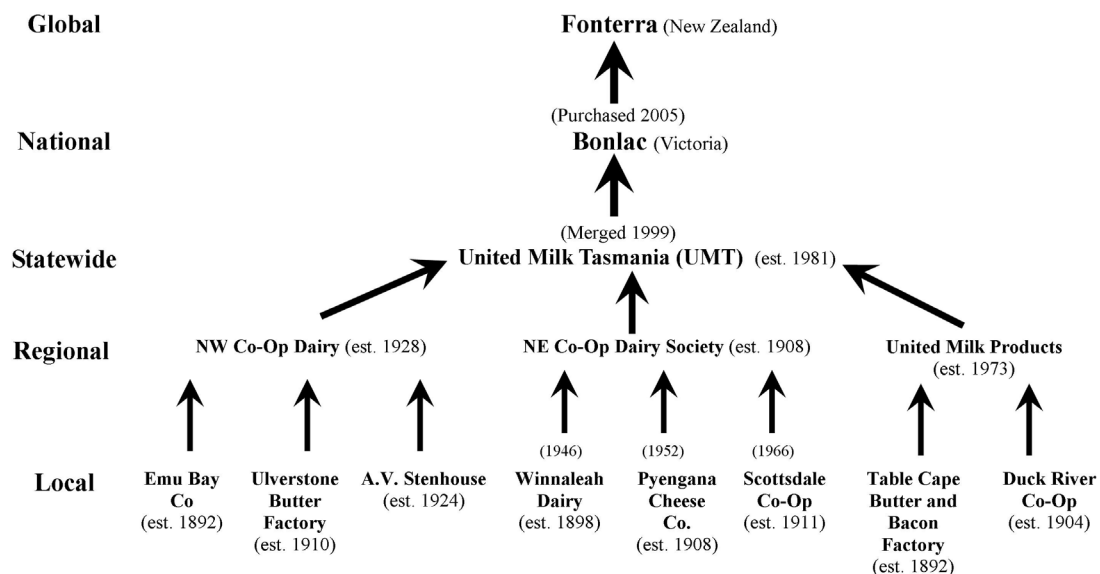 Global
Fonterra (New Zealand)
(Purchased 2005)
National
Bonlac (Victoria)
(Merged 1999)
Statewide
United Milk Tasmania (UMT) (est. 1981)
Regional
NW Co-Op Dairy (est. 1928)
NE Co-Op Dairy Society (est. 1908)
United Milk Products
(est. 1973)
(1946)
(1952)
(1966)
Local
Emu Bay
Co
(est. 1892)
Ulverstone
Butter
Factory
(est. 1910)
A.V. Stenhouse
(est. 1924)
Winnaleah
Dairy
(est. 1898)
Pyengana
Cheese
Co.
(est. 1908)
Scottsdale
Co-Op
(est. 1911)
Table Cape
Butter and
Bacon
Factory
(est. 1892)
Duck River
Co-Op
(est. 1904)